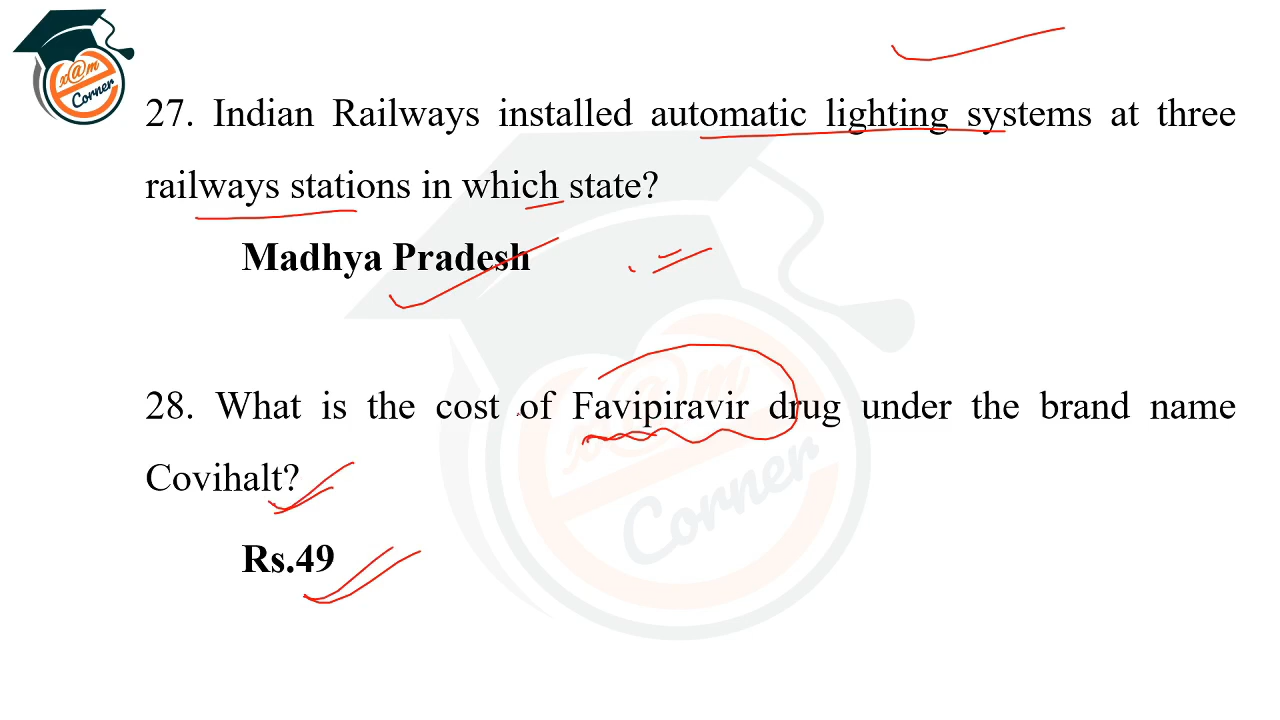 x@m
Corner
27. Indian Railways installed automatic lighting systems at three
railways stations in which state?
Madhya Pradesh
28. What is the cost of Favipiravir drug under the brand name
Covihalt?
Rs.49
x@m
Corner